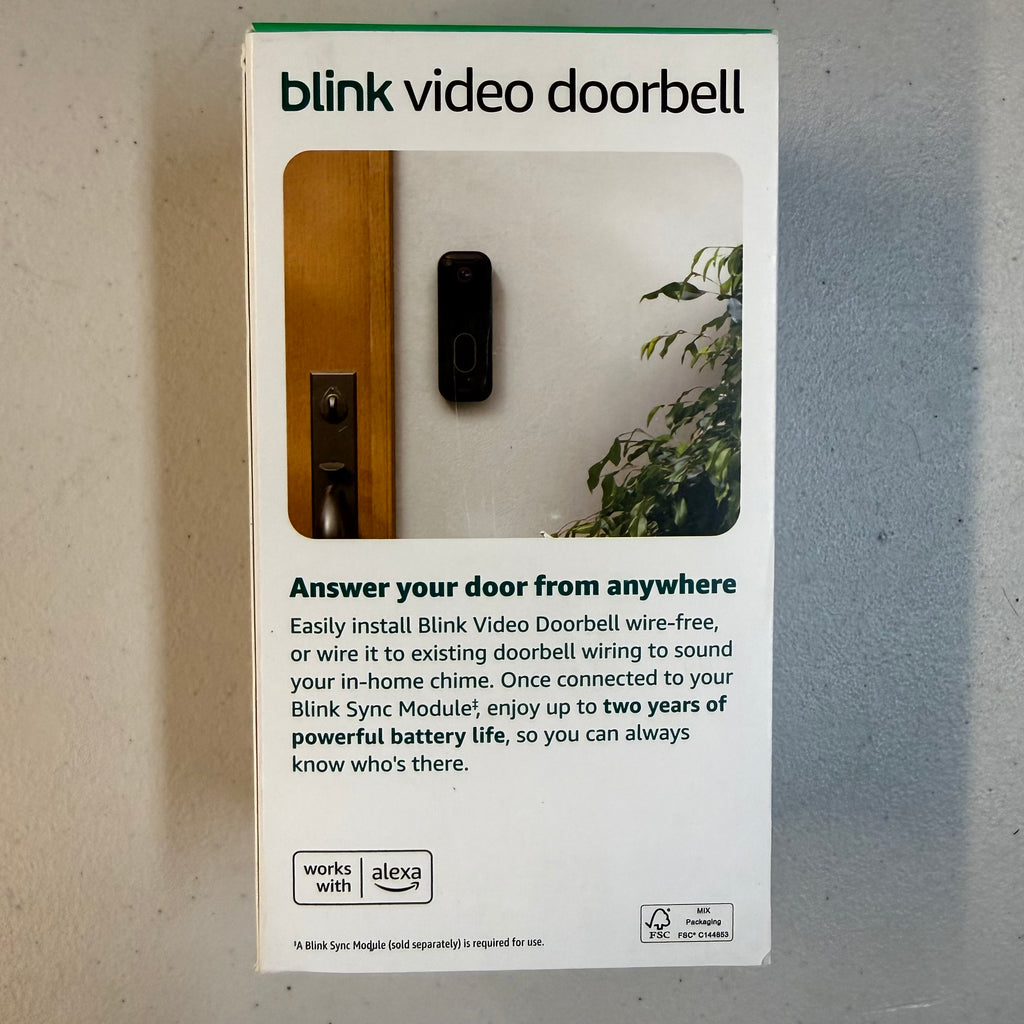 blink video doorbell
Answer your door from anywhere
Easily install Blink Video Doorbell wire-free,
or wire it to existing doorbell wiring to sound
your in-home chime. Once connected to your
Blink Sync Module‡, enjoy up to two years of
powerful battery life, so you can always
know who's there.
works with | alexa
MIX
Packaging
FSC FSC® C144853
‡A Blink Sync Module (sold separately) is required for use.